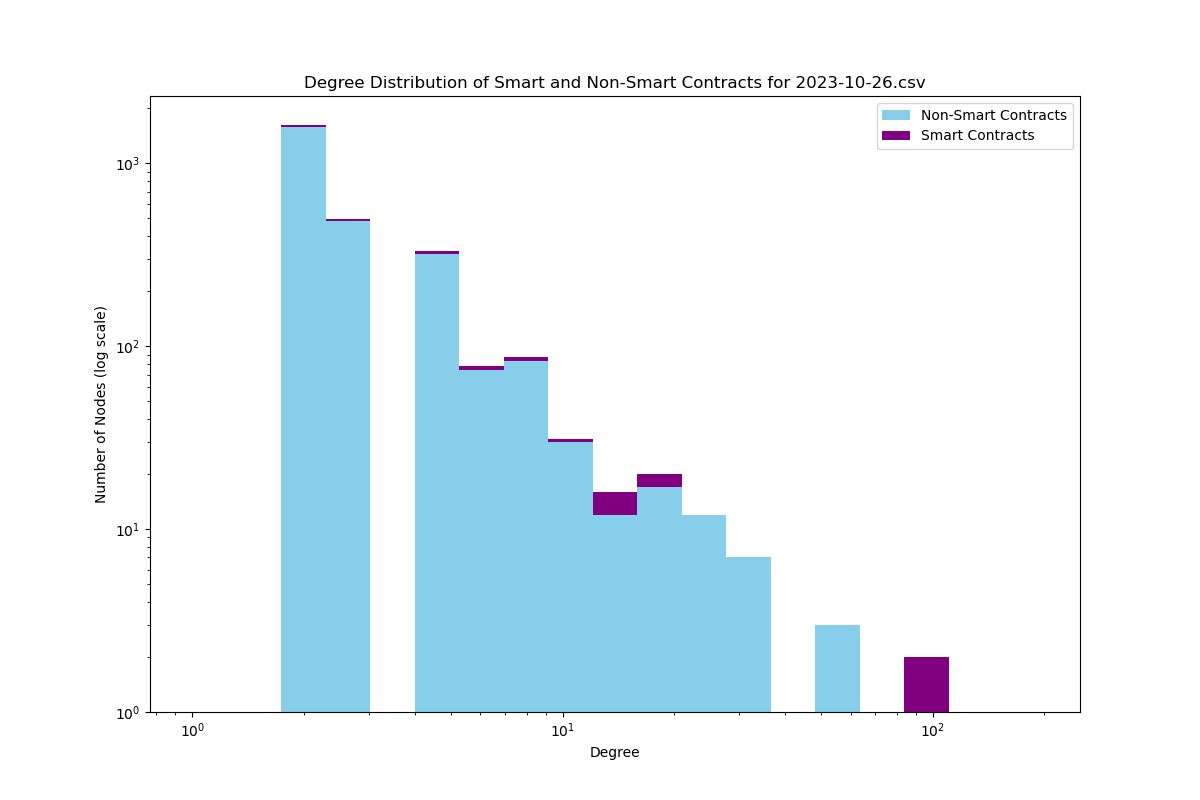 Degree Distribution of Smart and Non-Smart Contracts for 2023-10-26.csv
Non-Smart Contracts
Smart Contracts
Number of Nodes (log scale)
10³
10²
10¹
10⁰
10⁰ 10¹ 10²
Degree